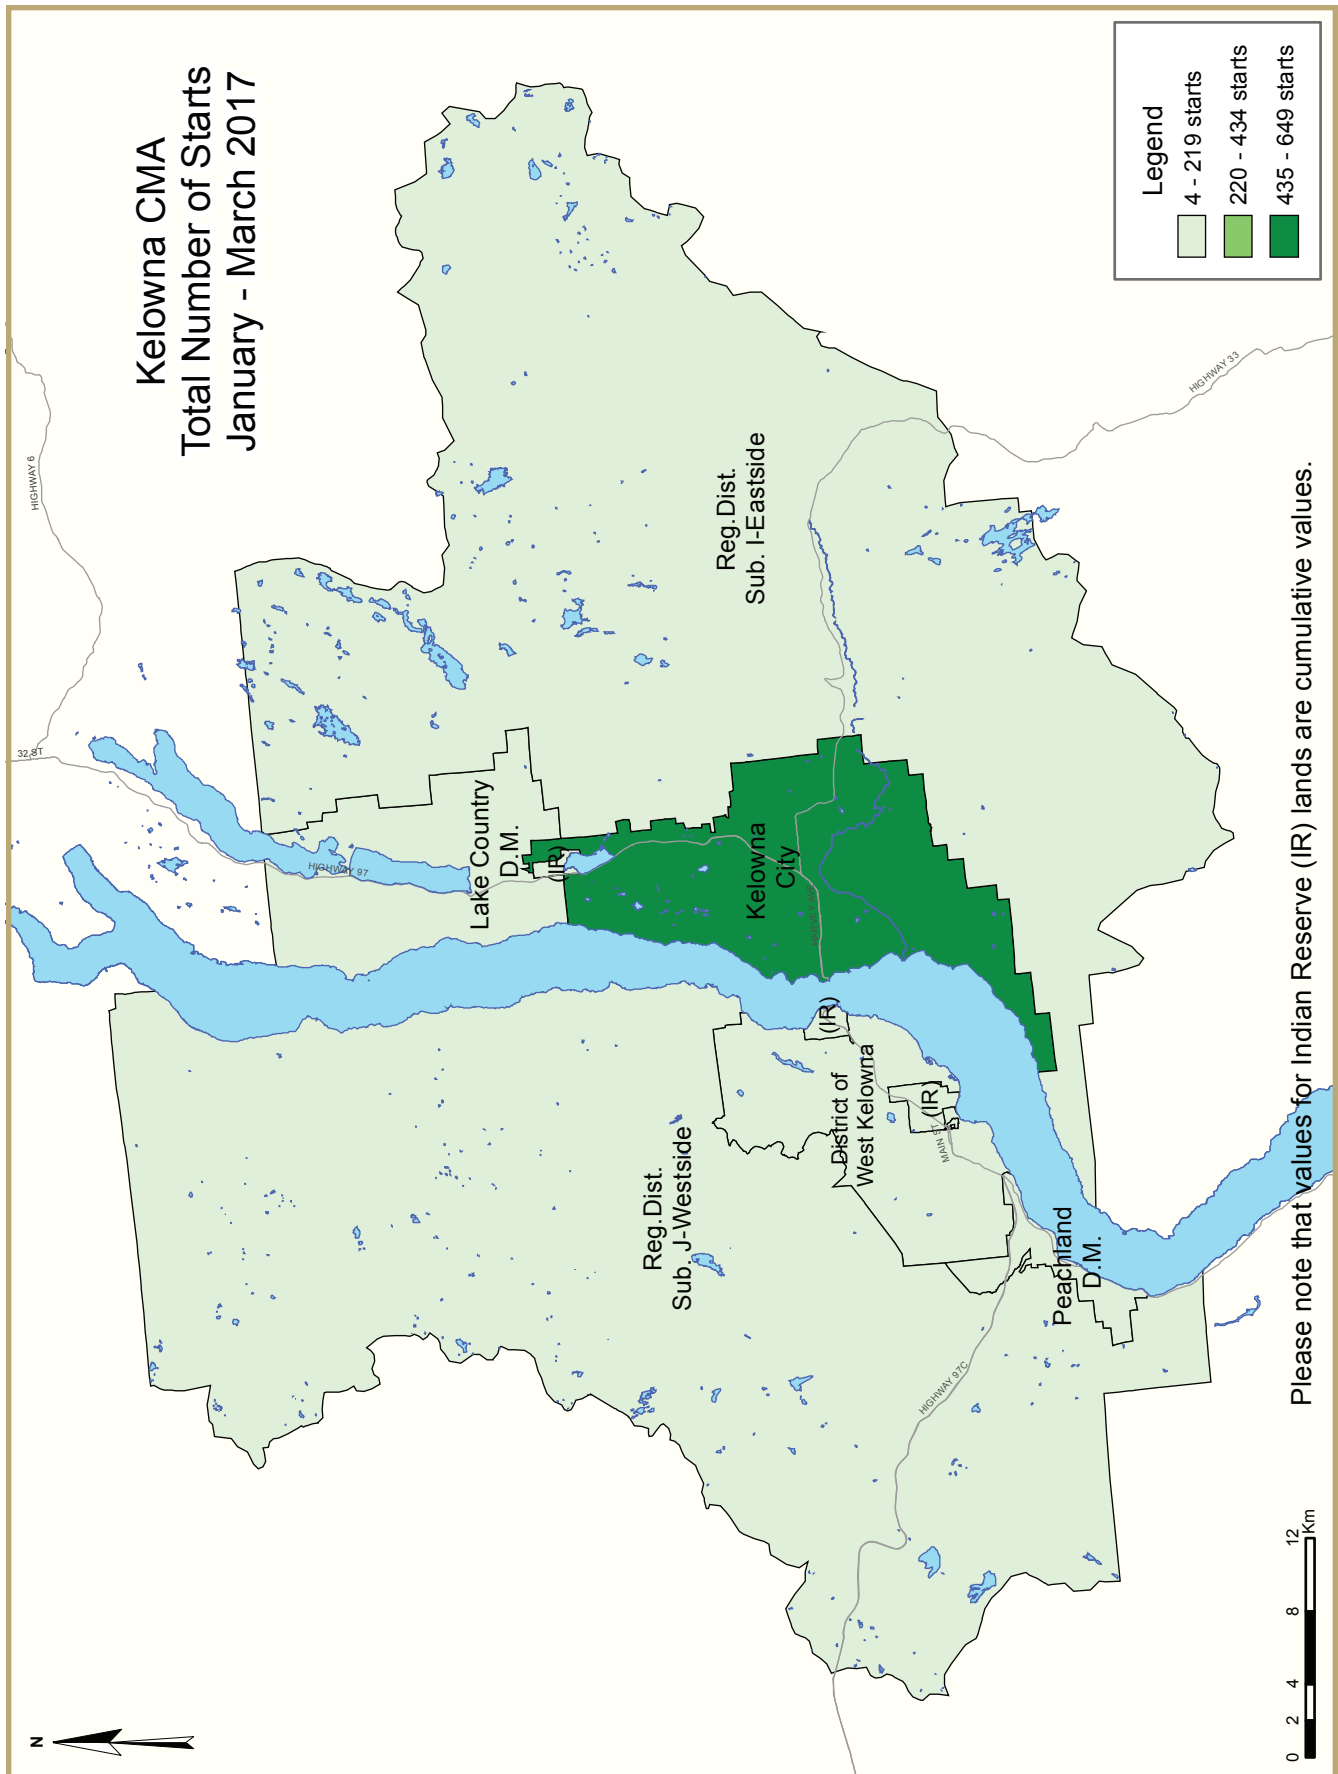 Kelowna CMA
Total Number of Starts
January - March 2017
N
HIGHWAY 6
32 ST
HIGHWAY 97
Lake Country
D.M.
(IR)
Reg.Dist.
Sub. I-Eastside
Kelowna
City
(IR)
District of
West Kelowna
(IR)
MAIN ST
Reg.Dist.
Sub. J-Westside
Peachland
D.M.
HIGHWAY 97C
HIGHWAY 33
Legend
4 - 219 starts
220 - 434 starts
435 - 649 starts
0 2 4 8 12
Km
Please note that values for Indian Reserve (IR) lands are cumulative values.